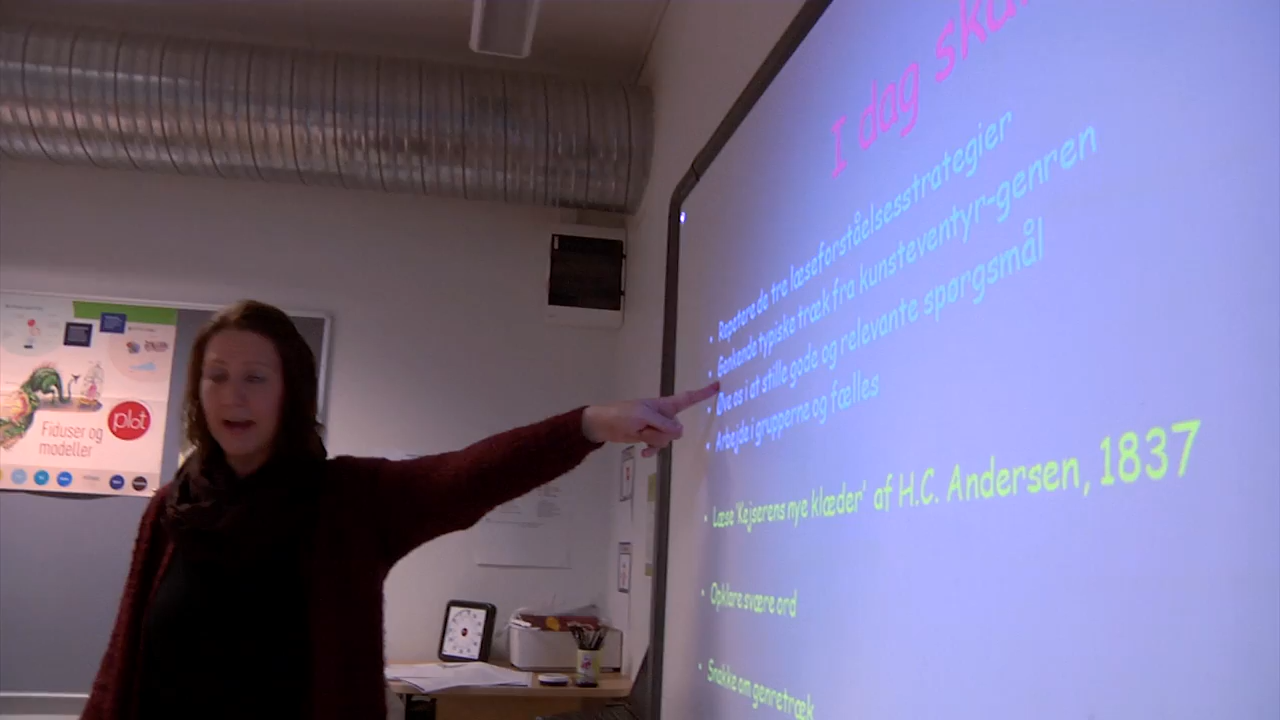 I dag ska
• Repetere de tre læseforståelsesstrategier
• Genkende typiske træk fra kunsteventyr-genren
• Øve os i at stille gode og relevante spørgsmål
• Arbejde i grupperne og fælles
• Læse 'Kejserens nye klæder' af H.C. Andersen, 1837
• Opklare svære ord
• Snakke om genretræk
plot
Fiduser og
modeller